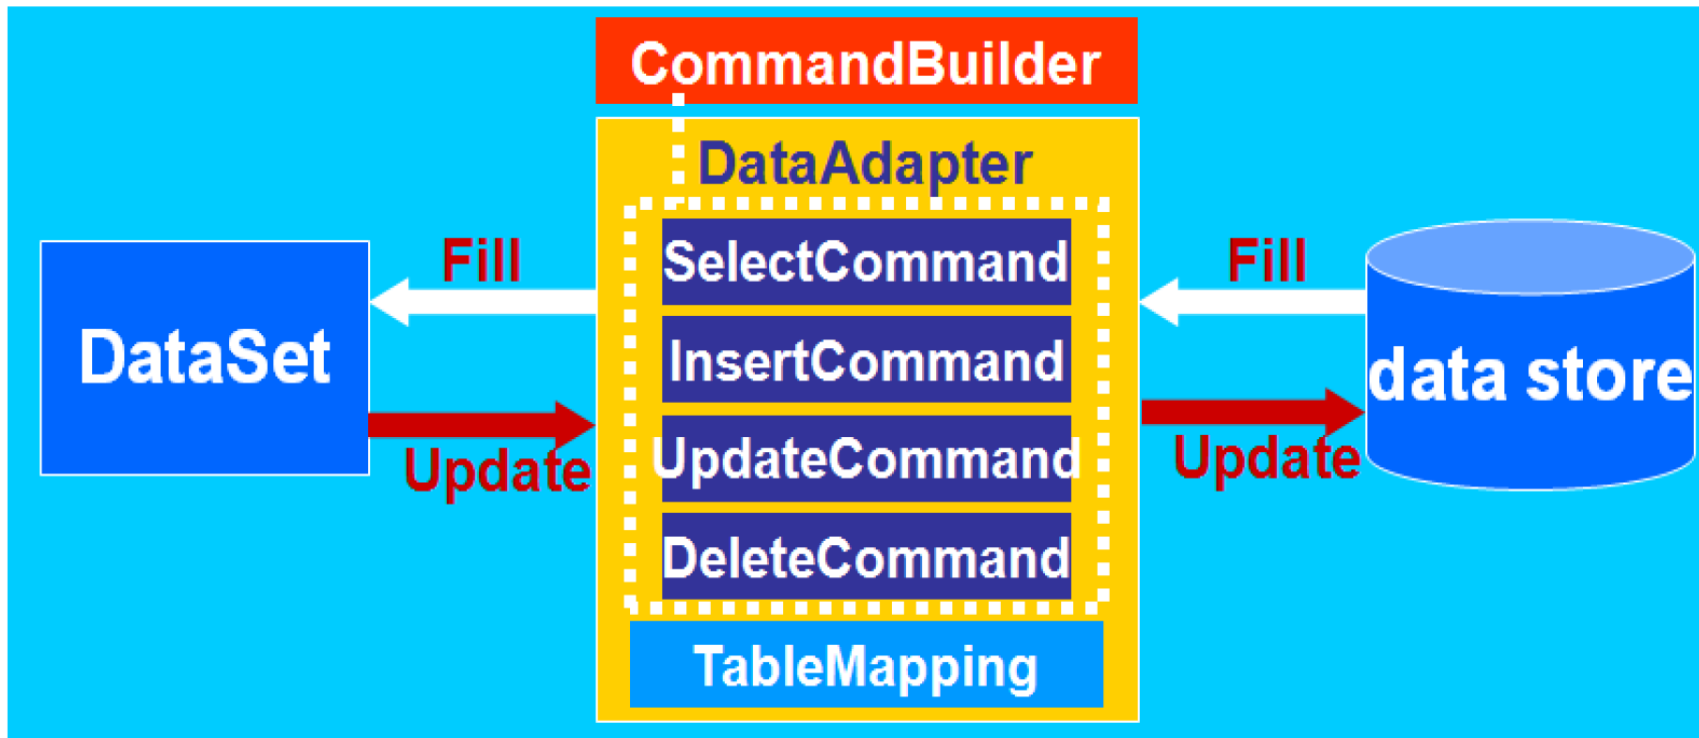 CommandBuilder
DataAdapter
SelectCommand
InsertCommand
UpdateCommand
DeleteCommand
TableMapping
Fill
DataSet
Update
Fill
data store
Update